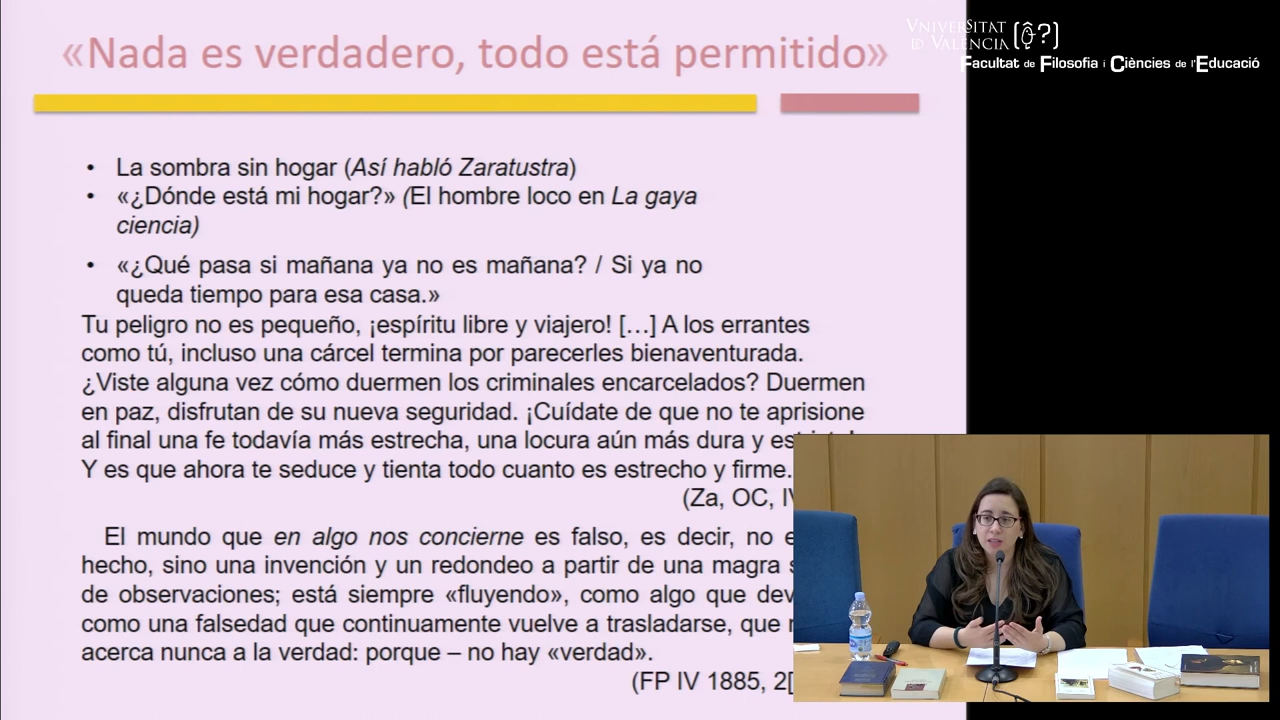 «Nada es verdadero, todo está permitido»
VNIVERSITAT
ID VALÈNCIA
Facultat de Filosofia i Ciències de l'Educació
• La sombra sin hogar (Así habló Zaratustra)
• «¿Dónde está mi hogar?» (El hombre loco en La gaya
ciencia)
• «¿Qué pasa si mañana ya no es mañana? / Si ya no
queda tiempo para esa casa.»
Tu peligro no es pequeño, ¡espíritu libre y viajero! […] A los errantes
como tú, incluso una cárcel termina por parecerles bienaventurada.
¿Viste alguna vez cómo duermen los criminales encarcelados? Duermen
en paz, disfrutan de su nueva seguridad. ¡Cuídate de que no te aprisione
al final una fe todavía más estrecha, una locura aún más dura y
Y es que ahora te seduce y tienta todo cuanto es estrecho y firme.
(Za, OC,
El mundo que en algo nos concierne es falso, es decir, no
hecho, sino una invención y un redondeo a partir de una magra
de observaciones; está siempre «fluyendo», como algo que
como una falsedad que continuamente vuelve a trasladarse, que
acerca nunca a la verdad: porque – no hay «verdad».
(FP IV 1885,